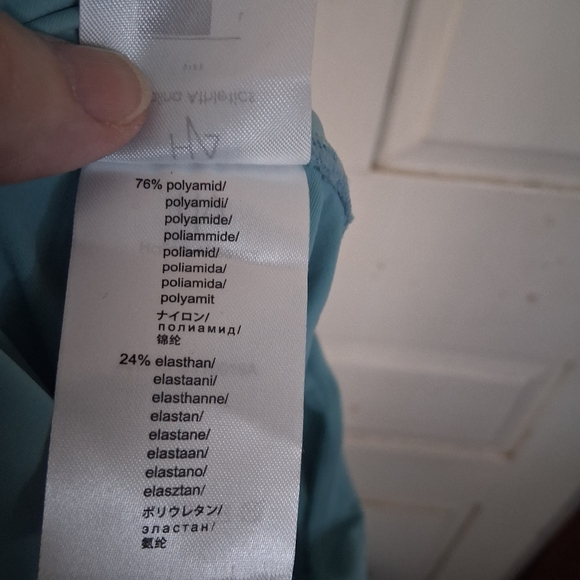 Athletics
76% polyamid/
polyamidi/
polyamide/
poliammide/
poliamid/
poliamida/
poliamida/
polyamit
ナイロン/
полиамид/
锦纶
24% elasthan/
elastaani/
elasthanne/
elastan/
elastane/
elastaan/
elastano/
elasztan/
ポリウレタン/
эластан/
氨纶